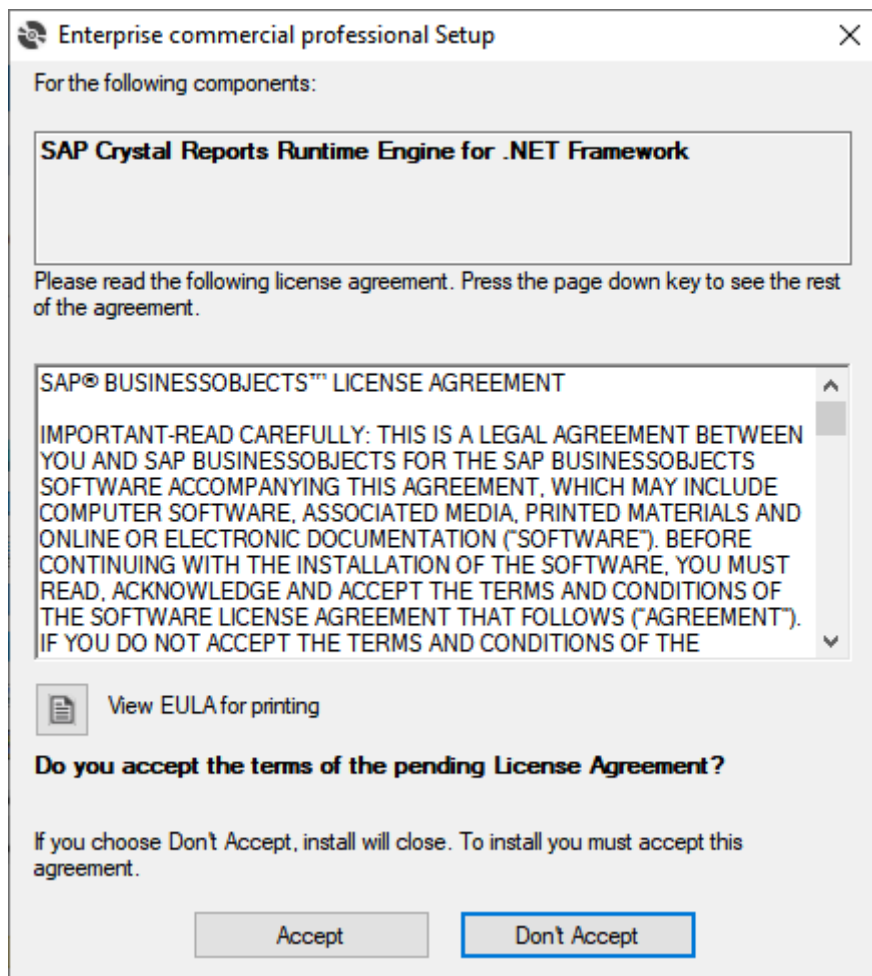 Enterprise commercial professional Setup
For the following components:
SAP Crystal Reports Runtime Engine for .NET Framework
Please read the following license agreement. Press the page down key to see the rest
of the agreement.
SAP® BUSINESSOBJECTS™ LICENSE AGREEMENT
IMPORTANT-READ CAREFULLY: THIS IS A LEGAL AGREEMENT BETWEEN
YOU AND SAP BUSINESSOBJECTS FOR THE SAP BUSINESSOBJECTS
SOFTWARE ACCOMPANYING THIS AGREEMENT, WHICH MAY INCLUDE
COMPUTER SOFTWARE, ASSOCIATED MEDIA, PRINTED MATERIALS AND
ONLINE OR ELECTRONIC DOCUMENTATION ("SOFTWARE"). BEFORE
CONTINUING WITH THE INSTALLATION OF THE SOFTWARE, YOU MUST
READ, ACKNOWLEDGE AND ACCEPT THE TERMS AND CONDITIONS OF
THE SOFTWARE LICENSE AGREEMENT THAT FOLLOWS ("AGREEMENT").
IF YOU DO NOT ACCEPT THE TERMS AND CONDITIONS OF THE
View EULA for printing
Do you accept the terms of the pending License Agreement?
If you choose Don't Accept, install will close. To install you must accept this
agreement.
Accept
Don't Accept